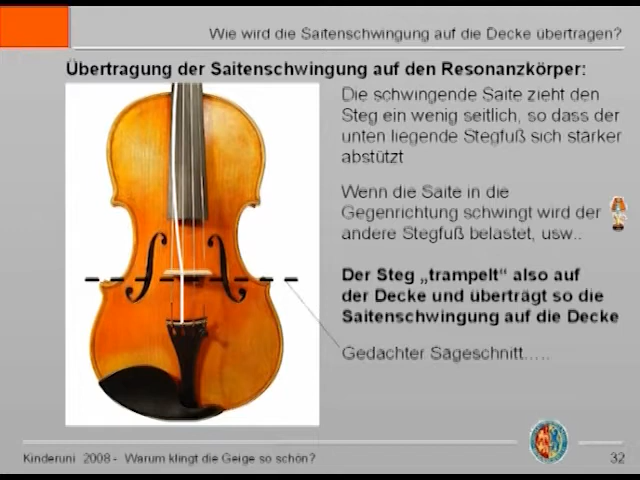 Wie wird die Saitenschwingung auf die Decke übertragen?
Übertragung der Saitenschwingung auf den Resonanzkörper:
Die schwingende Saite zieht den
Steg ein wenig seitlich, so dass der
unten liegende Stegfuß sich stärker
abstützt
Wenn die Saite in die
Gegenrichtung schwingt wird der
andere Stegfuß belastet, usw..
Der Steg „trampelt“ also auf
der Decke und überträgt so die
Saitenschwingung auf die Decke
Gedachter Sägeschnitt…..
Kinderuni 2008 - Warum klingt die Geige so schön?
32